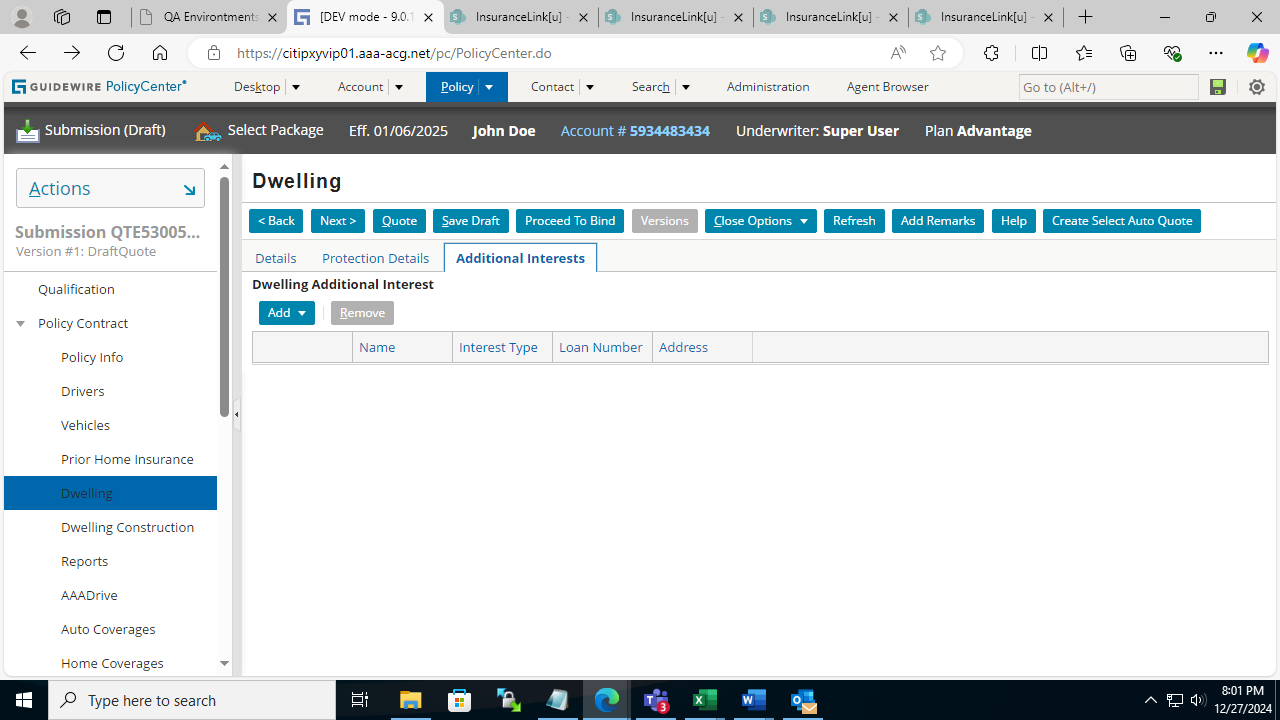 QA Environtments
[DEV mode - 9.0.1
InsuranceLink[u] -
InsuranceLink[u] -
InsuranceLink[u] -
InsuranceLink[u] -
https://citipxyvip01.aaa-acg.net/pc/PolicyCenter.do
GUIDEWIRE PolicyCenter®
Desktop
Account
Policy
Contact
Search
Administration
Agent Browser
Go to (Alt+/)
Submission (Draft)
Select Package
Eff. 01/06/2025
John Doe
Account # 5934483434
Underwriter: Super User
Plan Advantage
Actions
Submission QTE53005...
Version #1: DraftQuote
Qualification
Policy Contract
Policy Info
Drivers
Vehicles
Prior Home Insurance
Dwelling
Dwelling Construction
Reports
AAADrive
Auto Coverages
Home Coverages
Dwelling
< Back
Next >
Quote
Save Draft
Proceed To Bind
Versions
Close Options
Refresh
Add Remarks
Help
Create Select Auto Quote
Details
Protection Details
Additional Interests
Dwelling Additional Interest
Add
Remove
Name
Interest Type
Loan Number
Address
Type here to search
3
8:01 PM
12/27/2024